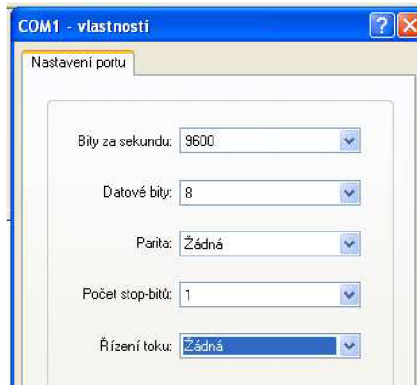 COM1 - vlastnosti
Nastavení portu
Bity za sekundu: 9600
Datové bity: 8
Parita: Žádná
Počet stop-bitů: 1
Řízení toku: Žádná